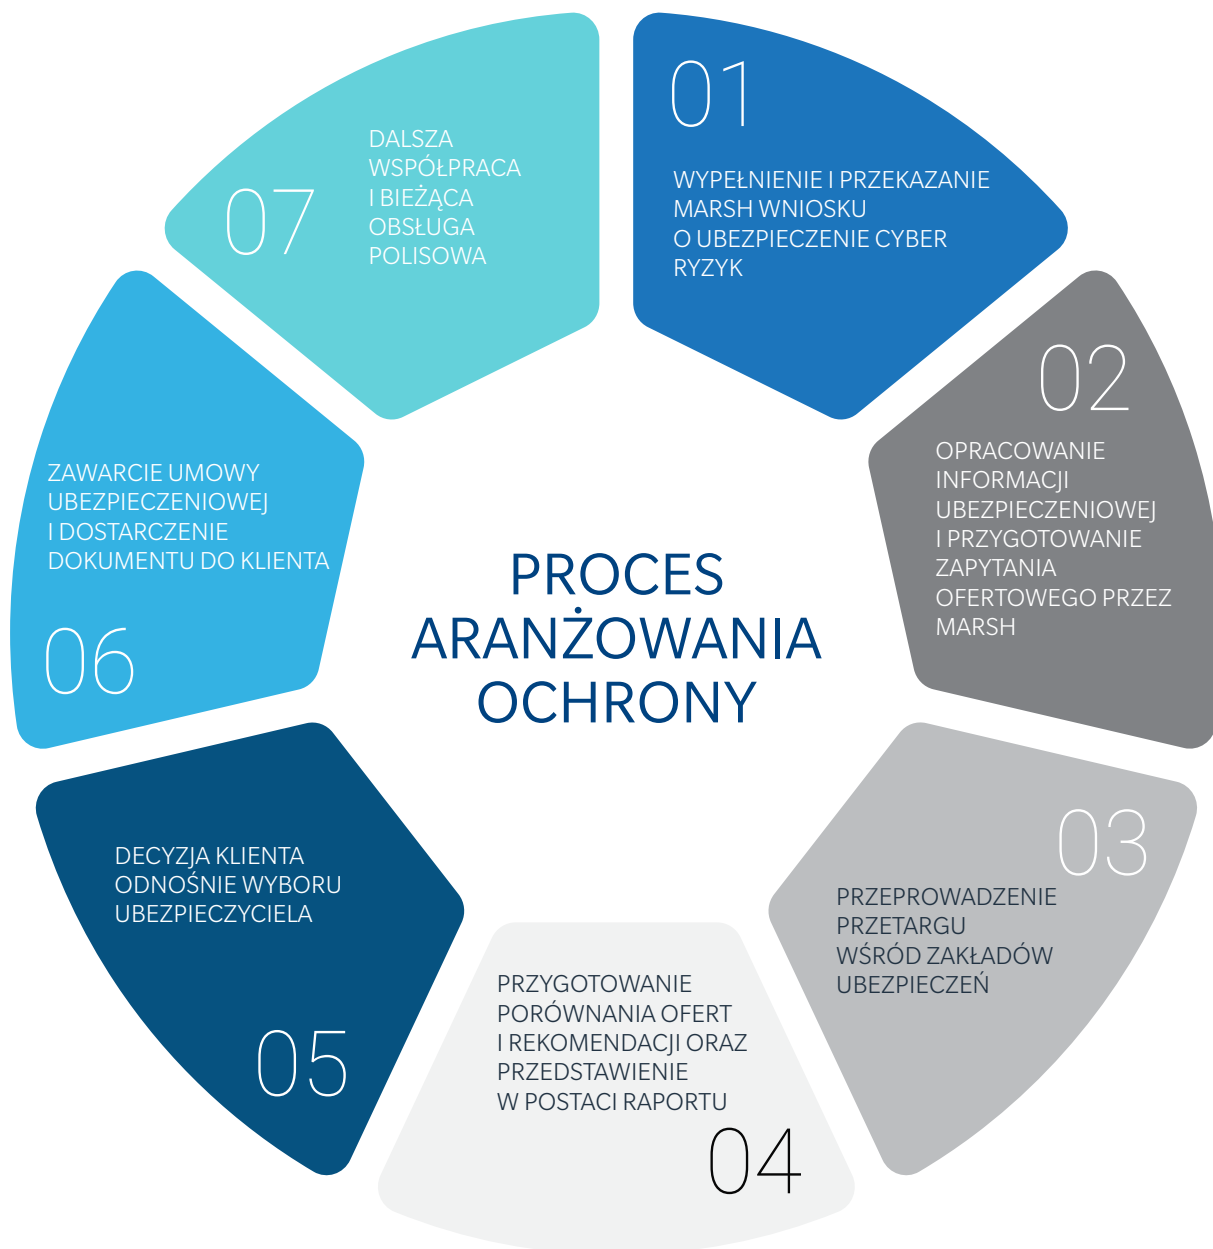 01
WYPEŁNIENIE I PRZEKAZANIE
MARSH WNIOSKU
O UBEZPIECZENIE CYBER
RYZYK
02
OPRACOWANIE
INFORMACJI
UBEZPIECZENIOWEJ
I PRZYGOTOWANIE
ZAPYTANIA
OFERTOWEGO PRZEZ
MARSH
03
PRZEPROWADZENIE
PRZETARGU
WŚRÓD ZAKŁADÓW
UBEZPIECZEŃ
PRZYGOTOWANIE
PORÓWNANIA OFERT
I REKOMENDACJI ORAZ
PRZEDSTAWIENIE
W POSTACI RAPORTU
04
DECYZJA KLIENTA
ODNOŚNIE WYBORU
UBEZPIECZYCIELA
05
ZAWARCIE UMOWY
UBEZPIECZENIOWEJ
I DOSTARCZENIE
DOKUMENTU DO KLIENTA
06
07
DALSZA
WSPÓŁPRACA
I BIEŻĄCA
OBSŁUGA
POLISOWA
PROCES
ARANŻOWANIA
OCHRONY